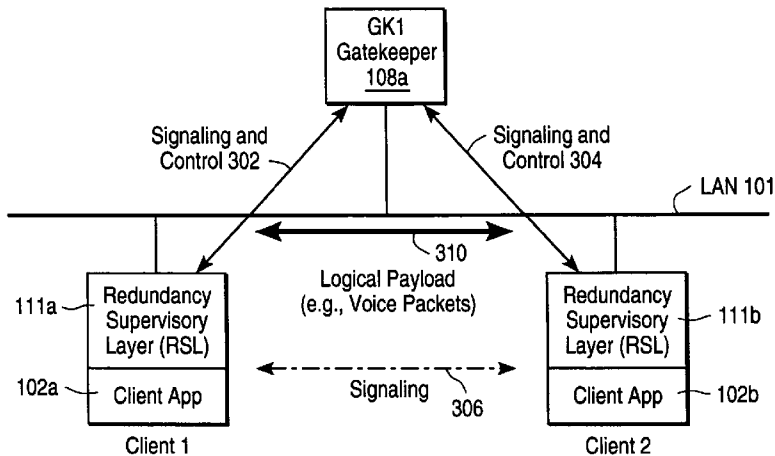 GK1
Gatekeeper
108a
Signaling and
Control 302
Signaling and
Control 304
LAN 101
310
Logical Payload
(e.g., Voice Packets)
111a
Redundancy
Supervisory
Layer (RSL)
102a
Client App
Client 1
Signaling
306
Redundancy
Supervisory
Layer (RSL)
111b
Client App
102b
Client 2